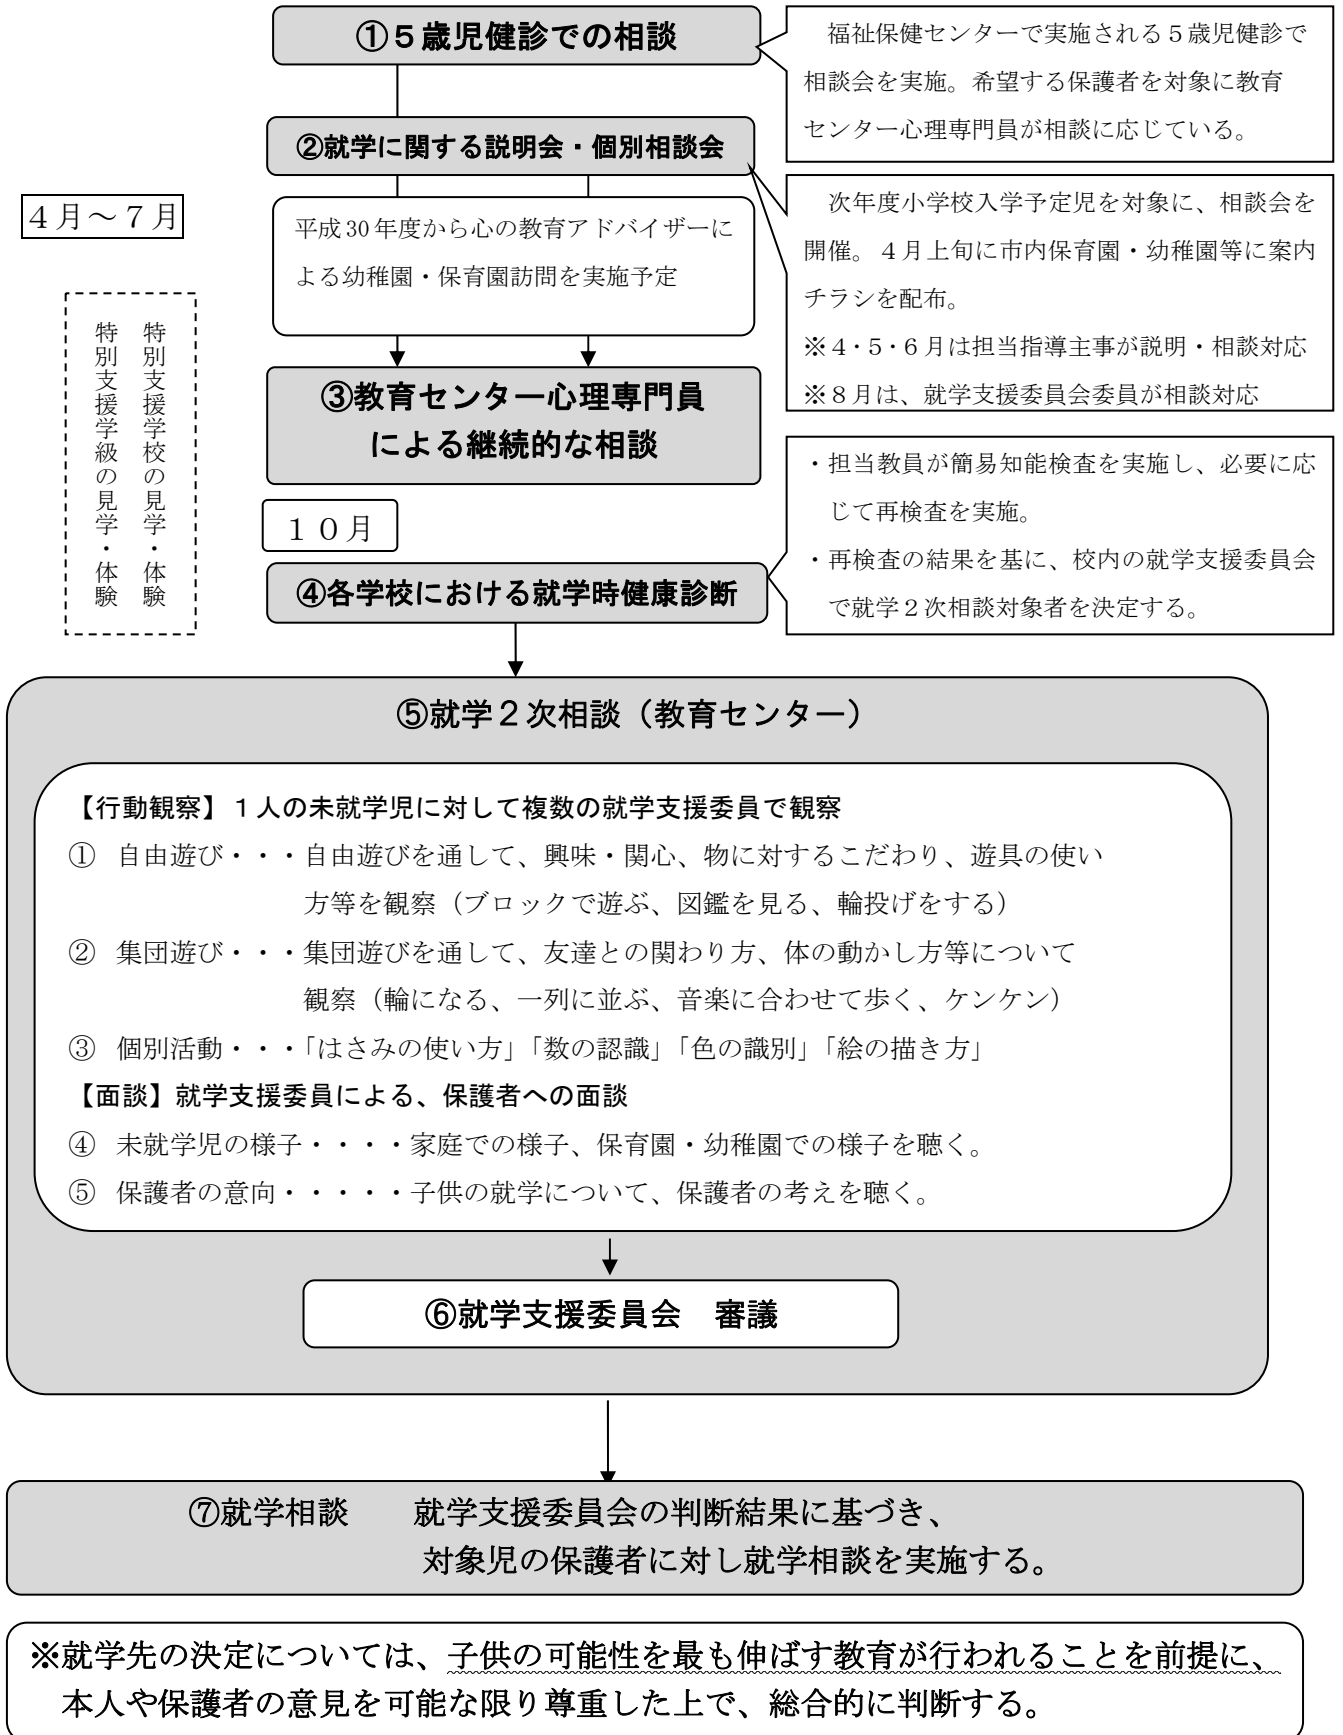 ①５歳児健診での相談
福祉保健センターで実施される５歳児健診で
相談会を実施。希望する保護者を対象に教育
センター心理専門員が相談に応じている。
②就学に関する説明会・個別相談会
次年度小学校入学予定児を対象に、相談会を
開催。４月上旬に市内保育園・幼稚園等に案内
チラシを配布。
※４・５・６月は担当指導主事が説明・相談対応
※８月は、就学支援委員会委員が相談対応
４月～７月
平成30年度から心の教育アドバイザーに
よる幼稚園・保育園訪問を実施予定
特別支援学校の見学・体験
特別支援学級の見学・体験
③教育センター心理専門員
による継続的な相談
１０月
④各学校における就学時健康診断
・担当教員が簡易知能検査を実施し、必要に応
じて再検査を実施。
・再検査の結果を基に、校内の就学支援委員会
で就学２次相談対象者を決定する。
⑤就学２次相談（教育センター）
【行動観察】１人の未就学児に対して複数の就学支援委員で観察
① 自由遊び・・・自由遊びを通して、興味・関心、物に対するこだわり、遊具の使い
方等を観察（ブロックで遊ぶ、図鑑を見る、輪投げをする）
② 集団遊び・・・集団遊びを通して、友達との関わり方、体の動かし方等について
観察（輪になる、一列に並ぶ、音楽に合わせて歩く、ケンケン）
③ 個別活動・・・「はさみの使い方」「数の認識」「色の識別」「絵の描き方」
【面談】就学支援委員による、保護者への面談
④ 未就学児の様子・・・・家庭での様子、保育園・幼稚園での様子を聴く。
⑤ 保護者の意向・・・・・子供の就学について、保護者の考えを聴く。
⑥就学支援委員会　審議
⑦就学相談　　就学支援委員会の判断結果に基づき、
対象児の保護者に対し就学相談を実施する。
※就学先の決定については、子供の可能性を最も伸ばす教育が行われることを前提に、
本人や保護者の意見を可能な限り尊重した上で、総合的に判断する。